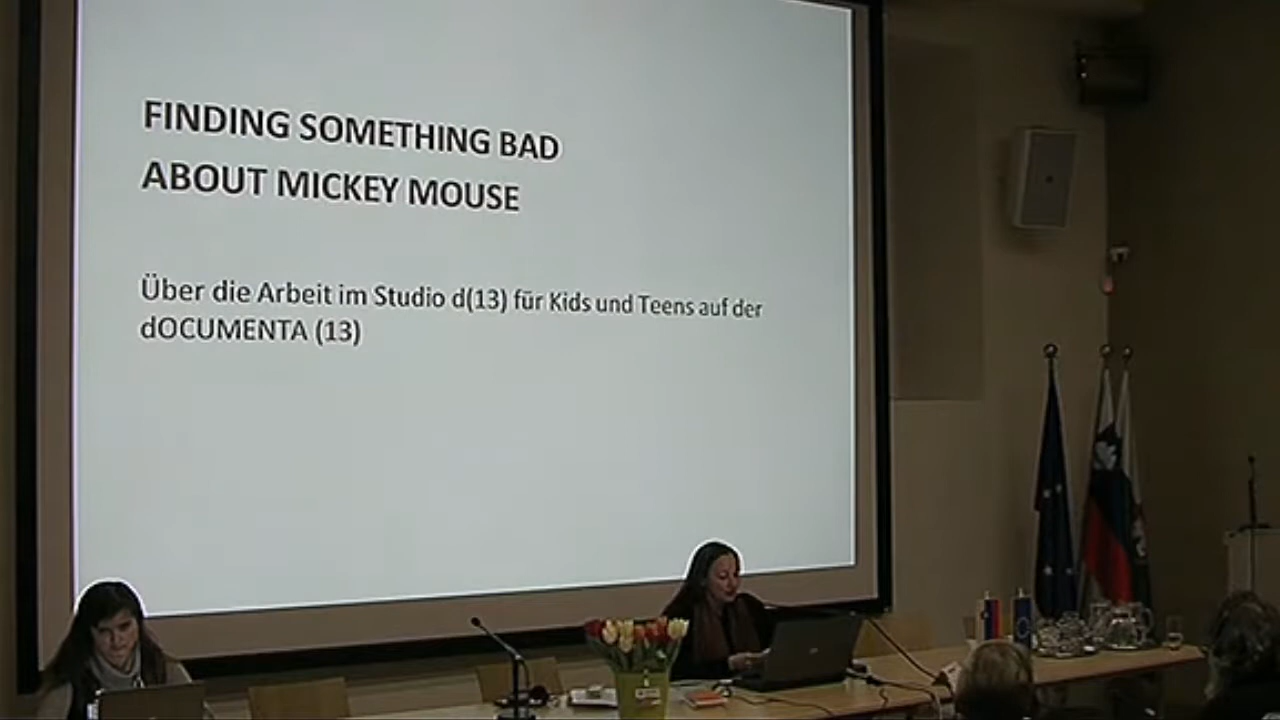 FINDING SOMETHING BAD
ABOUT MICKEY MOUSE
Über die Arbeit im Studio d(13) für Kids und Teens auf der
dOCUMENTA (13)